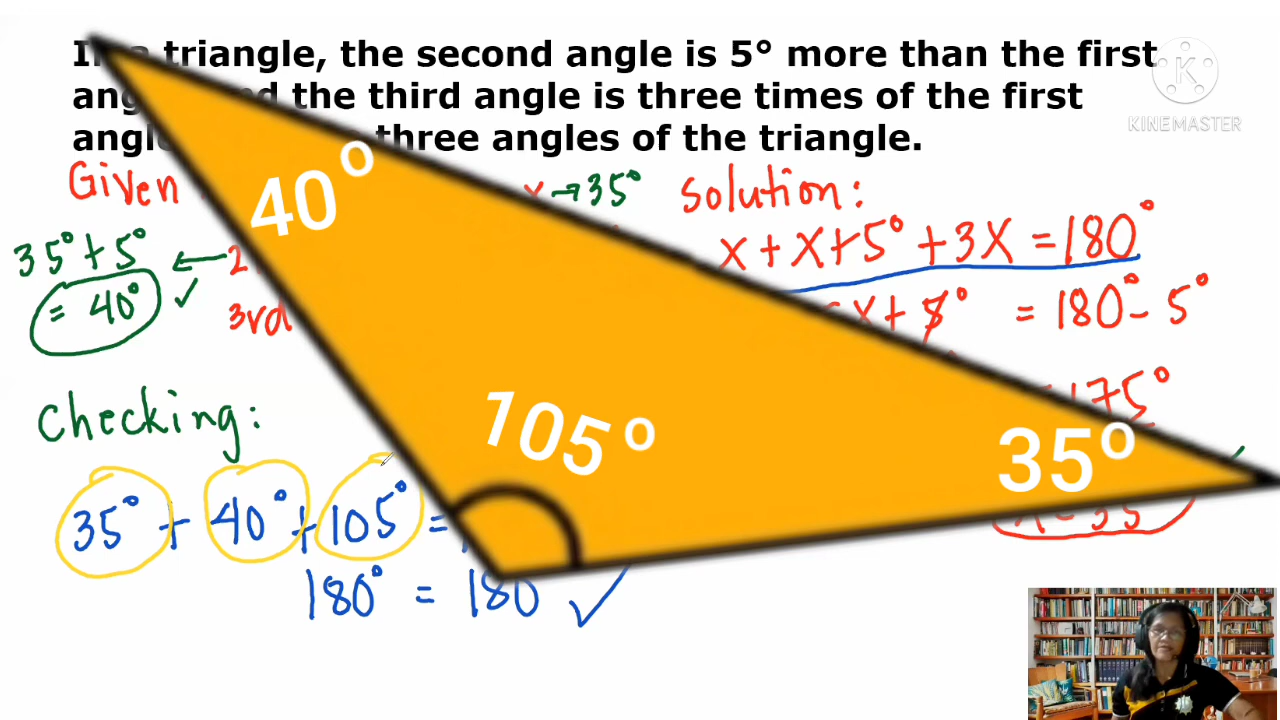 triangle, the second angle is 5° more than the first
the third angle is three times of the first
three angles of the triangle.
KINEMASTER
Given
x → 35°
Solution:
35° + 5°
= 40° ✓
3rd
x + x + 5° + 3x = 180°
x + 5° = 180° - 5°
175°
40°
105°
35°
Checking:
35° + 40° + 105° =
180° = 180 ✓